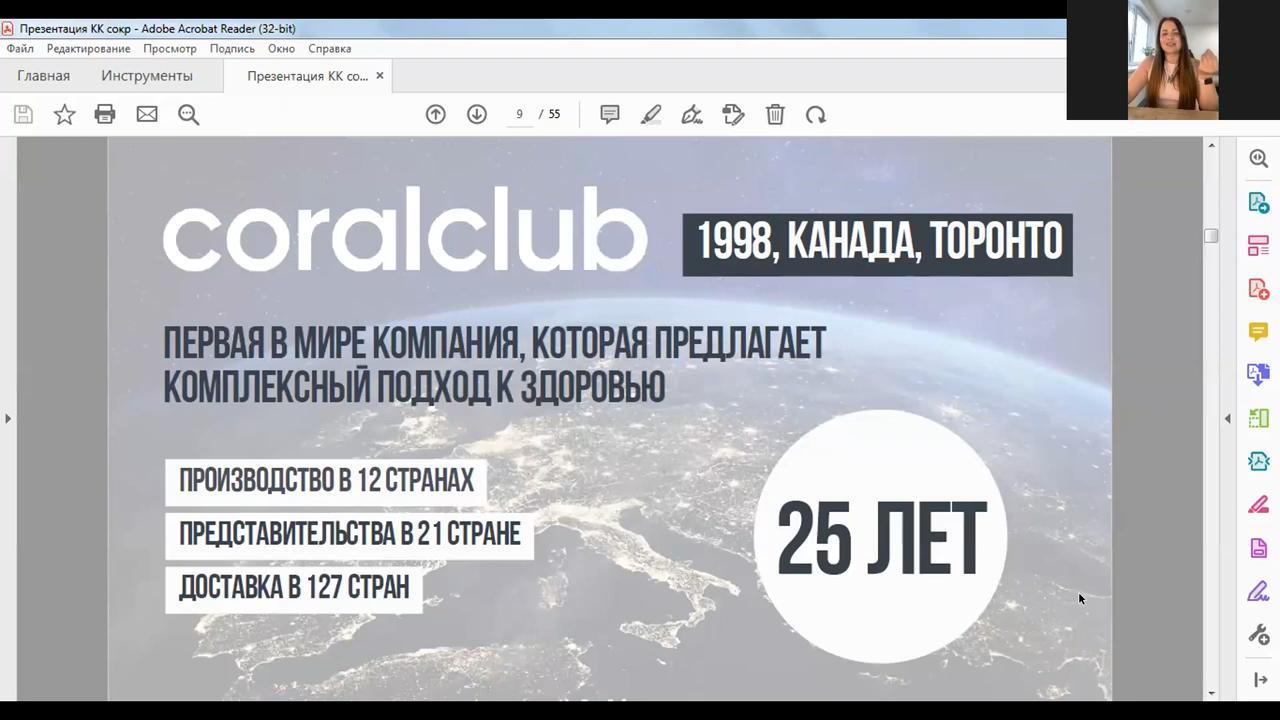 Презентация КК сокр - Adobe Acrobat Reader (32-bit)
Файл Редактирование Просмотр Подпись Окно Справка
Главная Инструменты Презентация КК со... ×
9 / 55
coralclub
1998, КАНАДА, ТОРОНТО
ПЕРВАЯ В МИРЕ КОМПАНИЯ, КОТОРАЯ ПРЕДЛАГАЕТ
КОМПЛЕКСНЫЙ ПОДХОД К ЗДОРОВЬЮ
ПРОИЗВОДСТВО В 12 СТРАНАХ
ПРЕДСТАВИТЕЛЬСТВА В 21 СТРАНЕ
ДОСТАВКА В 127 СТРАН
25 ЛЕТ